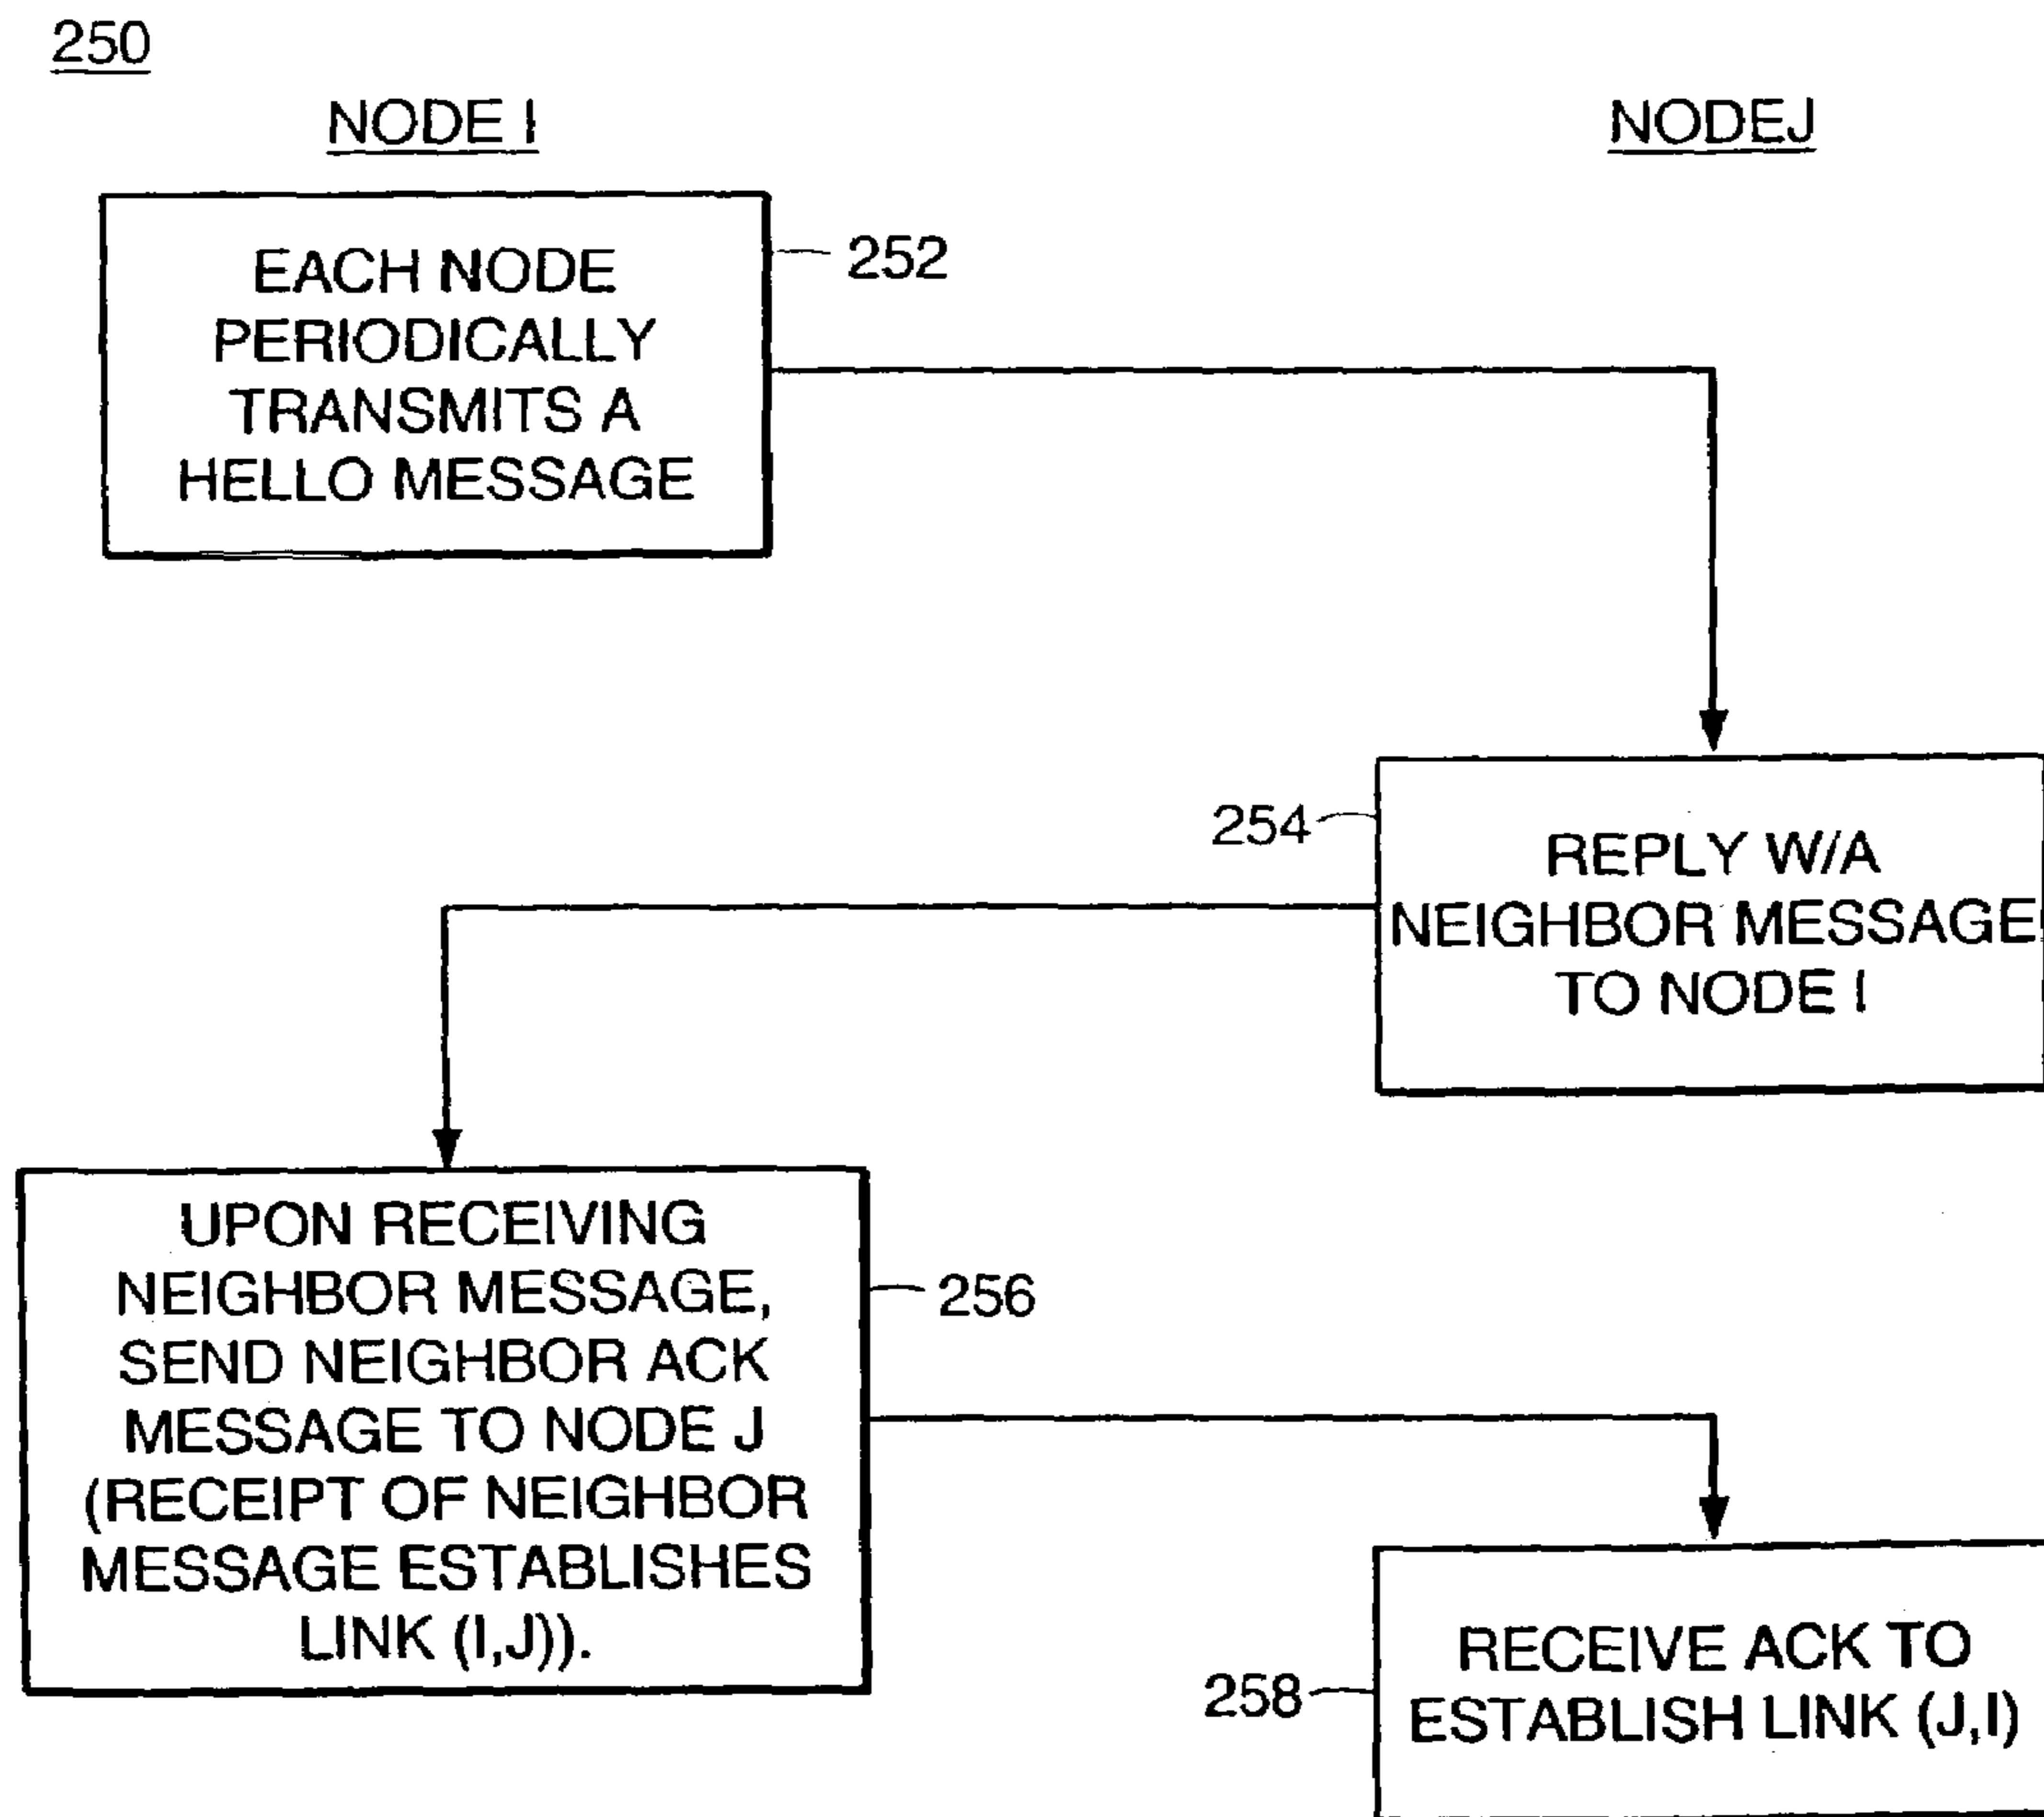 250
NODE I
NODEJ
EACH NODE
PERIODICALLY
TRANSMITS A
HELLO MESSAGE
252
254
REPLY W/A
NEIGHBOR MESSAGE
TO NODE I
UPON RECEIVING
NEIGHBOR MESSAGE,
SEND NEIGHBOR ACK
MESSAGE TO NODE J
(RECEIPT OF NEIGHBOR
MESSAGE ESTABLISHES
LINK (I,J)).
256
258
RECEIVE ACK TO
ESTABLISH LINK (J,I)